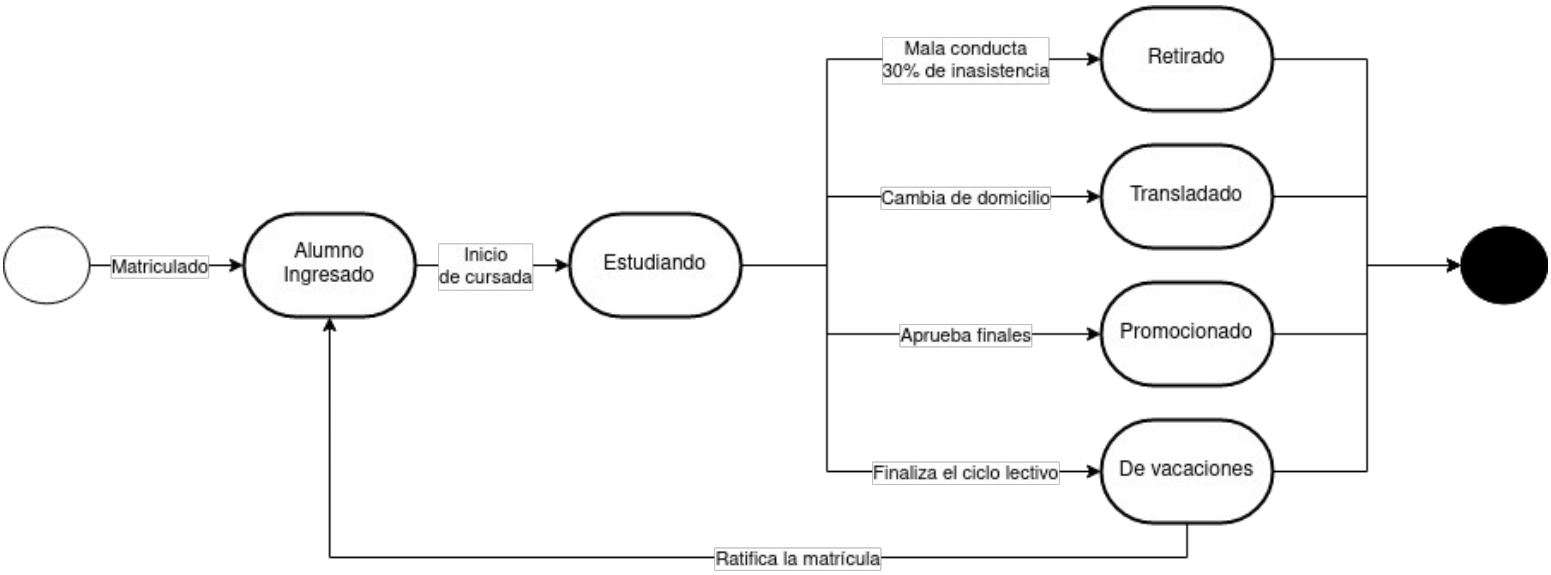 Mala conducta
30% de inasistencia
Retirado
Cambia de domicilio
Transladado
Matriculado
Alumno
Ingresado
Inicio
de cursada
Estudiando
Aprueba finales
Promocionado
Finaliza el ciclo lectivo
De vacaciones
Ratifica la matrícula